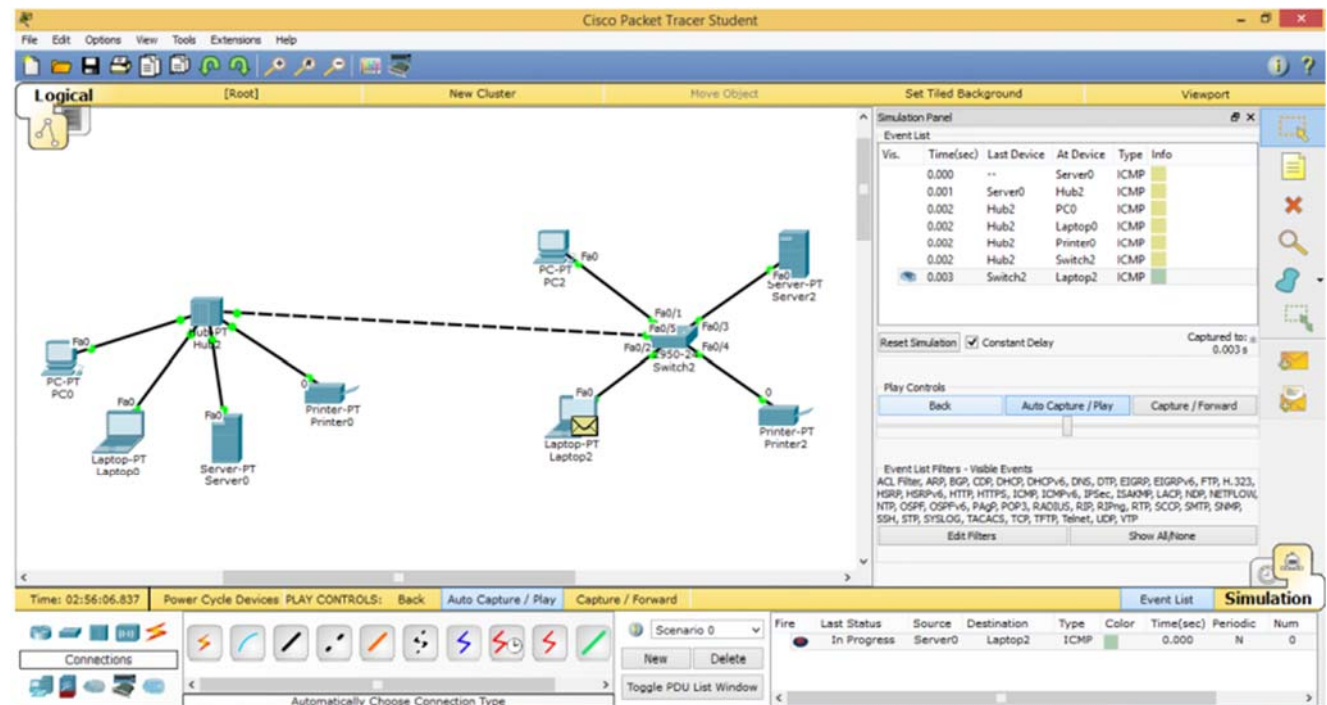 Cisco Packet Tracer Student
File Edit Options View Tools Extensions Help
Logical [Root] New Cluster Move Object Set Tiled Background Viewport
Simulation Panel
Event List
Vis. Time(sec) Last Device At Device Type Info
0.000 -- Server0 ICMP
0.001 Server0 Hub2 ICMP
0.002 Hub2 PC0 ICMP
0.002 Hub2 Laptop0 ICMP
0.002 Hub2 Printer0 ICMP
0.002 Hub2 Switch2 ICMP
0.003 Switch2 Laptop2 ICMP
Reset Simulation Constant Delay Captured to:
0.003 s
Play Controls
Back Auto Capture / Play Capture / Forward
Event List Filters - Visible Events
ACL Filter, ARP, BGP, CDP, DHCP, DHCPv6, DNS, DTP, EIGRP, EIGRPv6, FTP, H.323,
HSRP, HSRPv6, HTTP, HTTPS, ICMP, ICMPv6, IPSec, ISAKMP, LACP, NDP, NETFLOW,
NTP, OSPF, OSPFv6, PAgP, POP3, RADIUS, RIP, RIPng, RTP, SCCP, SMTP, SNMP,
SSH, STP, SYSLOG, TACACS, TCP, TFTP, Telnet, UDP, VTP
Edit Filters Show All/None
Fa0
PC-PT
PC2
Fa0
Server-PT
Server2
Fa0/1
Fa0/5 Fa0/3
Fa0/2 Fa0/4
2950-24
Switch2
Hub-PT
Hub2
Fa0
PC-PT
PC0
Fa0
Laptop-PT
Laptop0
Fa0
Server-PT
Server0
0
Printer-PT
Printer0
Fa0
Laptop-PT
Laptop2
0
Printer-PT
Printer2
Time: 02:56:06.837 Power Cycle Devices PLAY CONTROLS: Back Auto Capture / Play Capture / Forward Event List Simulation
Connections
Automatically Choose Connection Type
Scenario 0
New Delete
Toggle PDU List Window
Fire Last Status Source Destination Type Color Time(sec) Periodic Num
In Progress Server0 Laptop2 ICMP 0.000 N 0